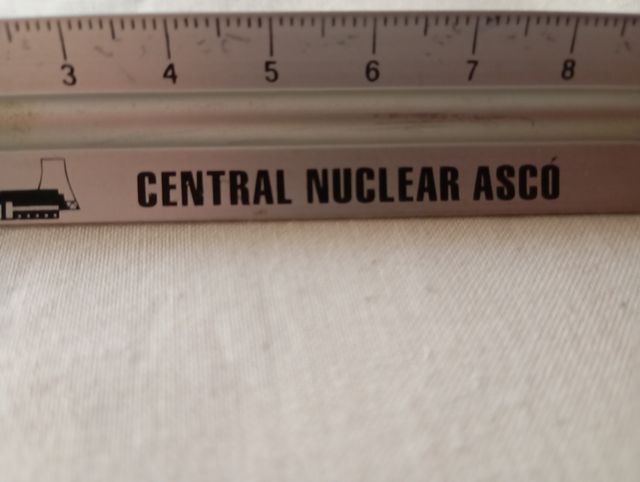 3 4 5 6 7 8
CENTRAL NUCLEAR ASCÓ